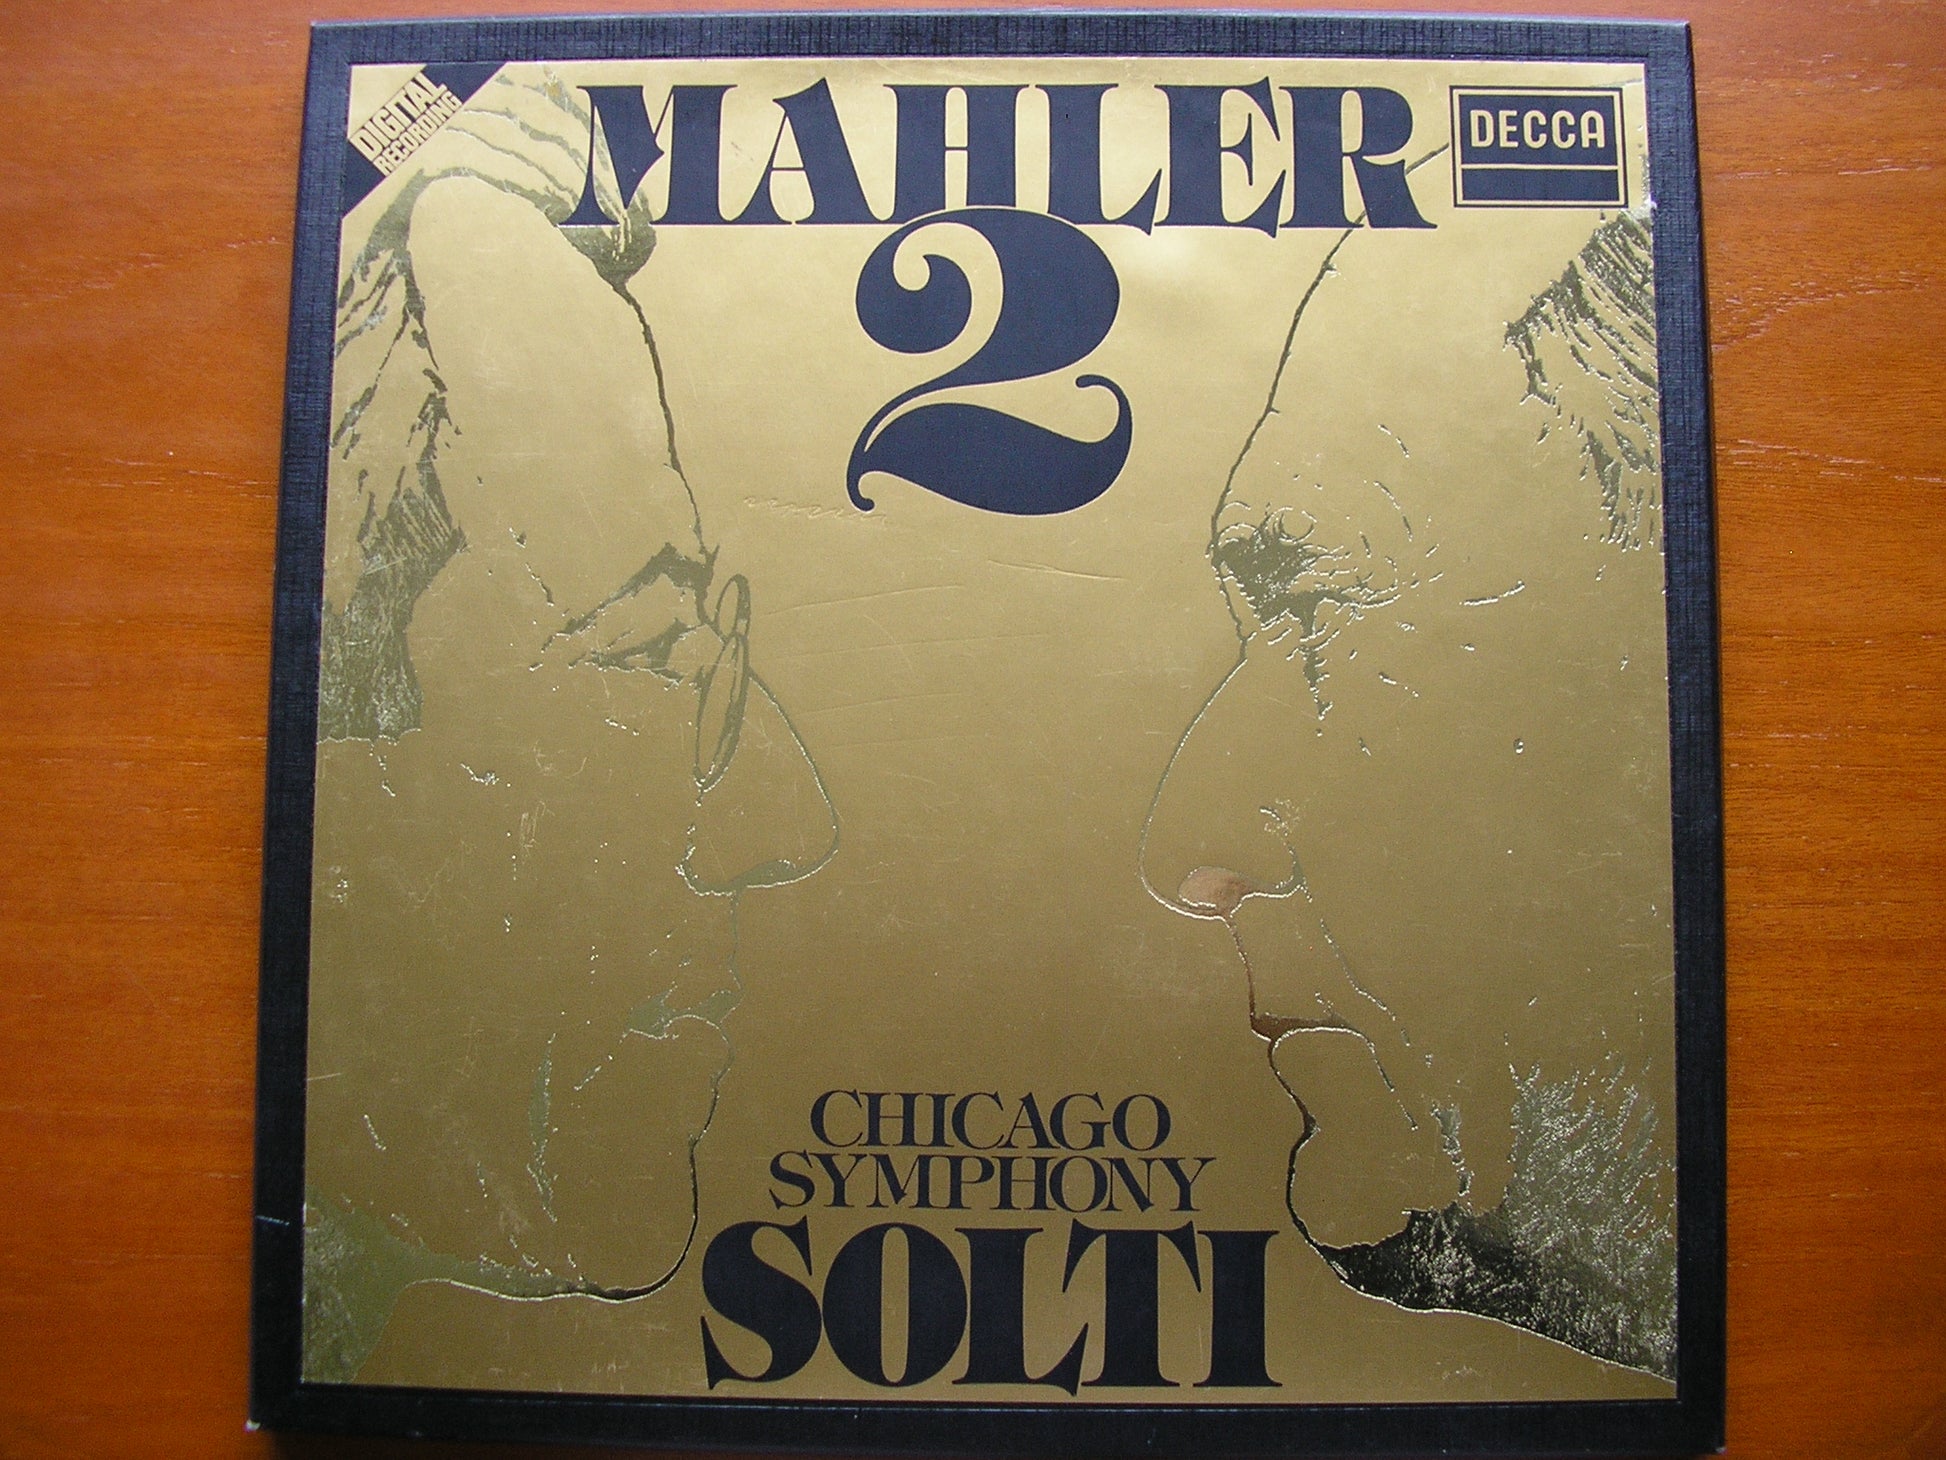 DIGITAL
RECORDING
MAHLER
DECCA
2
CHICAGO
SYMPHONY
SOLTI